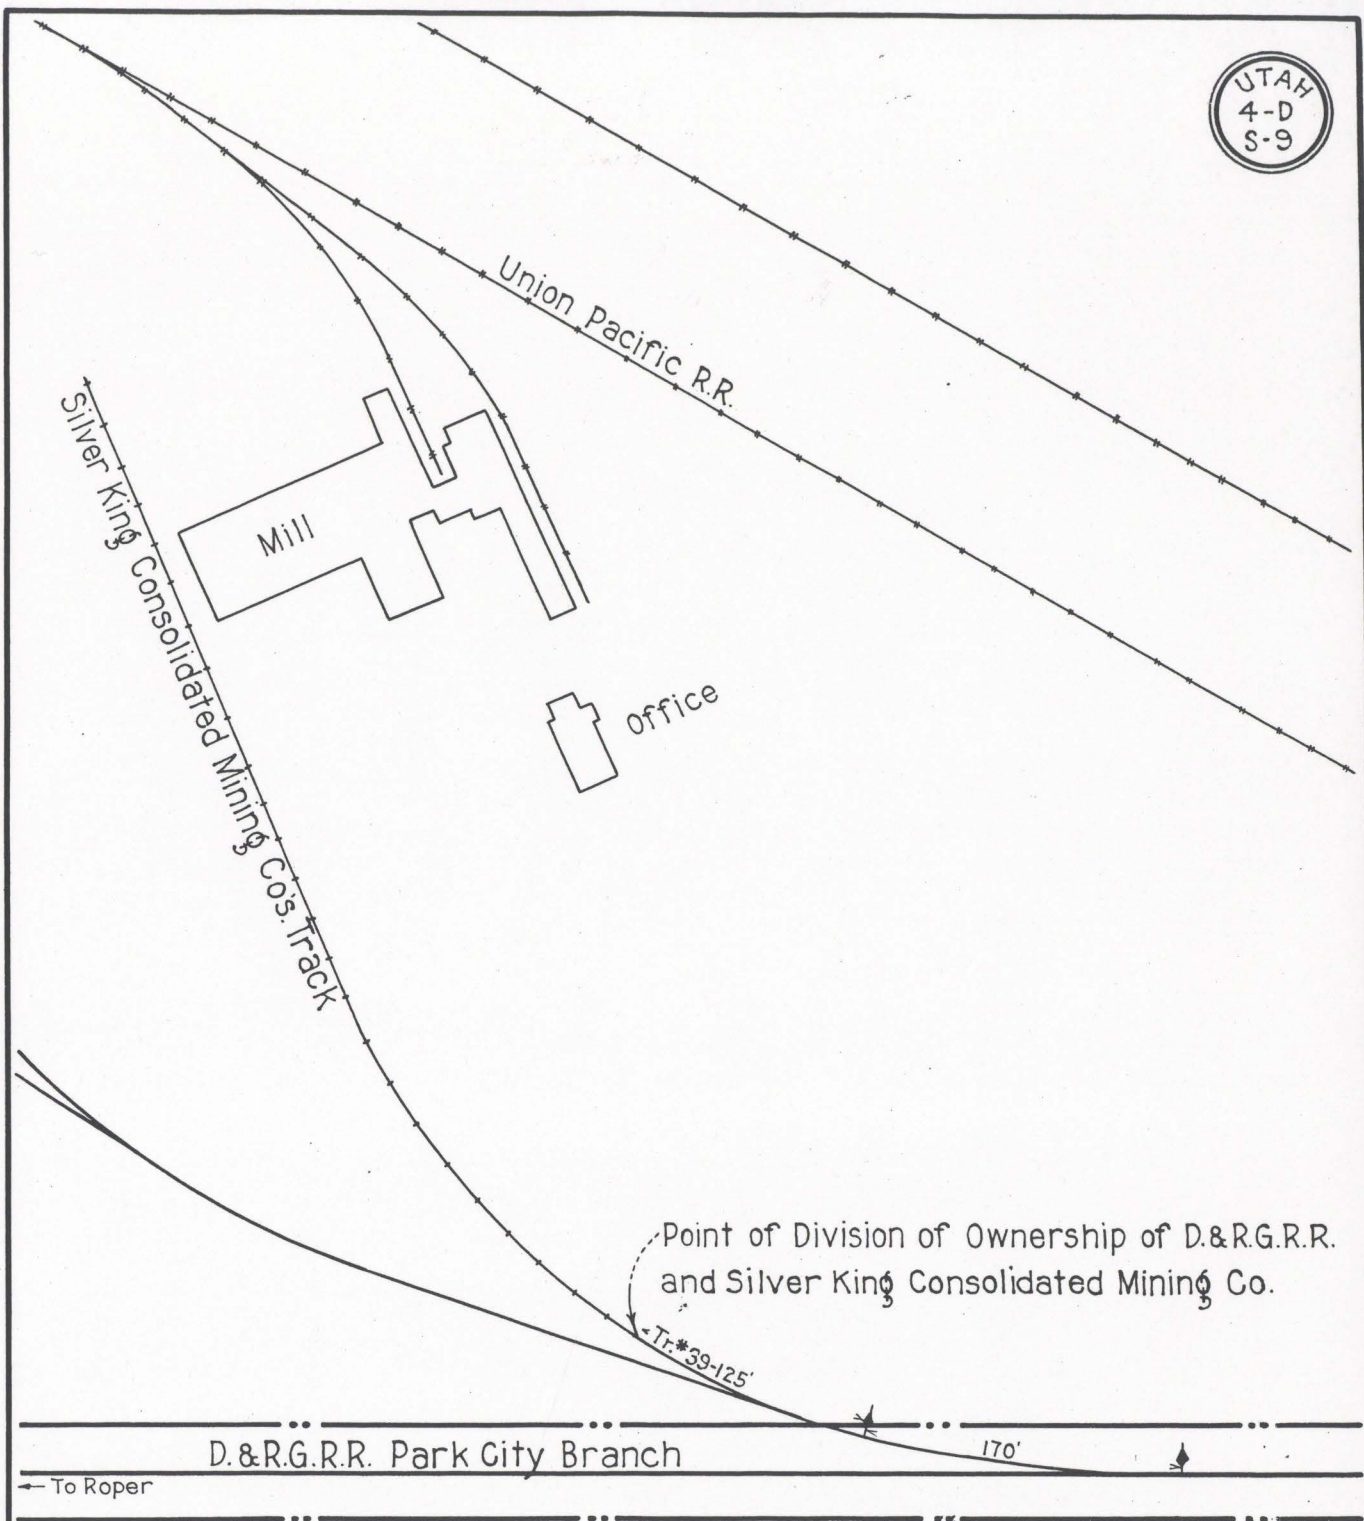 UTAH
4-D
S-9
Union Pacific R.R.
Silver King Consolidated Mining Co's. Track
Mill
Office
Point of Division of Ownership of D.&R.G.R.R.
and Silver King Consolidated Mining Co.
Tr.#39-125'
170'
D.&R.G.R.R. Park City Branch
To Roper